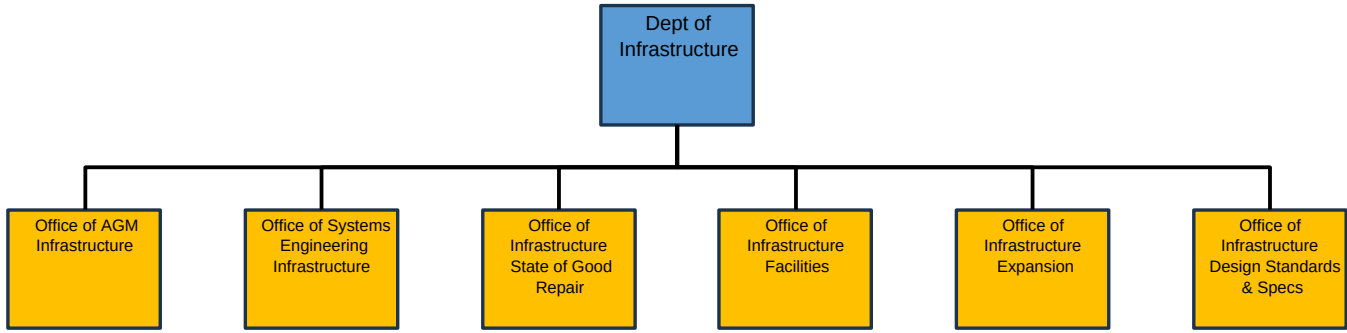 Dept of
Infrastructure
Office of AGM
Infrastructure
Office of Systems
Engineering
Infrastructure
Office of
Infrastructure
State of Good
Repair
Office of
Infrastructure
Facilities
Office of
Infrastructure
Expansion
Office of
Infrastructure
Design Standards
& Specs